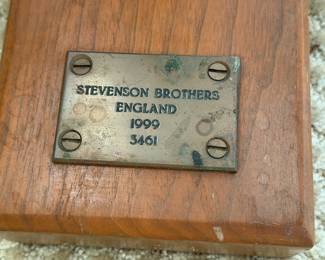 STEVENSON BROTHERS
ENGLAND
1999
3461